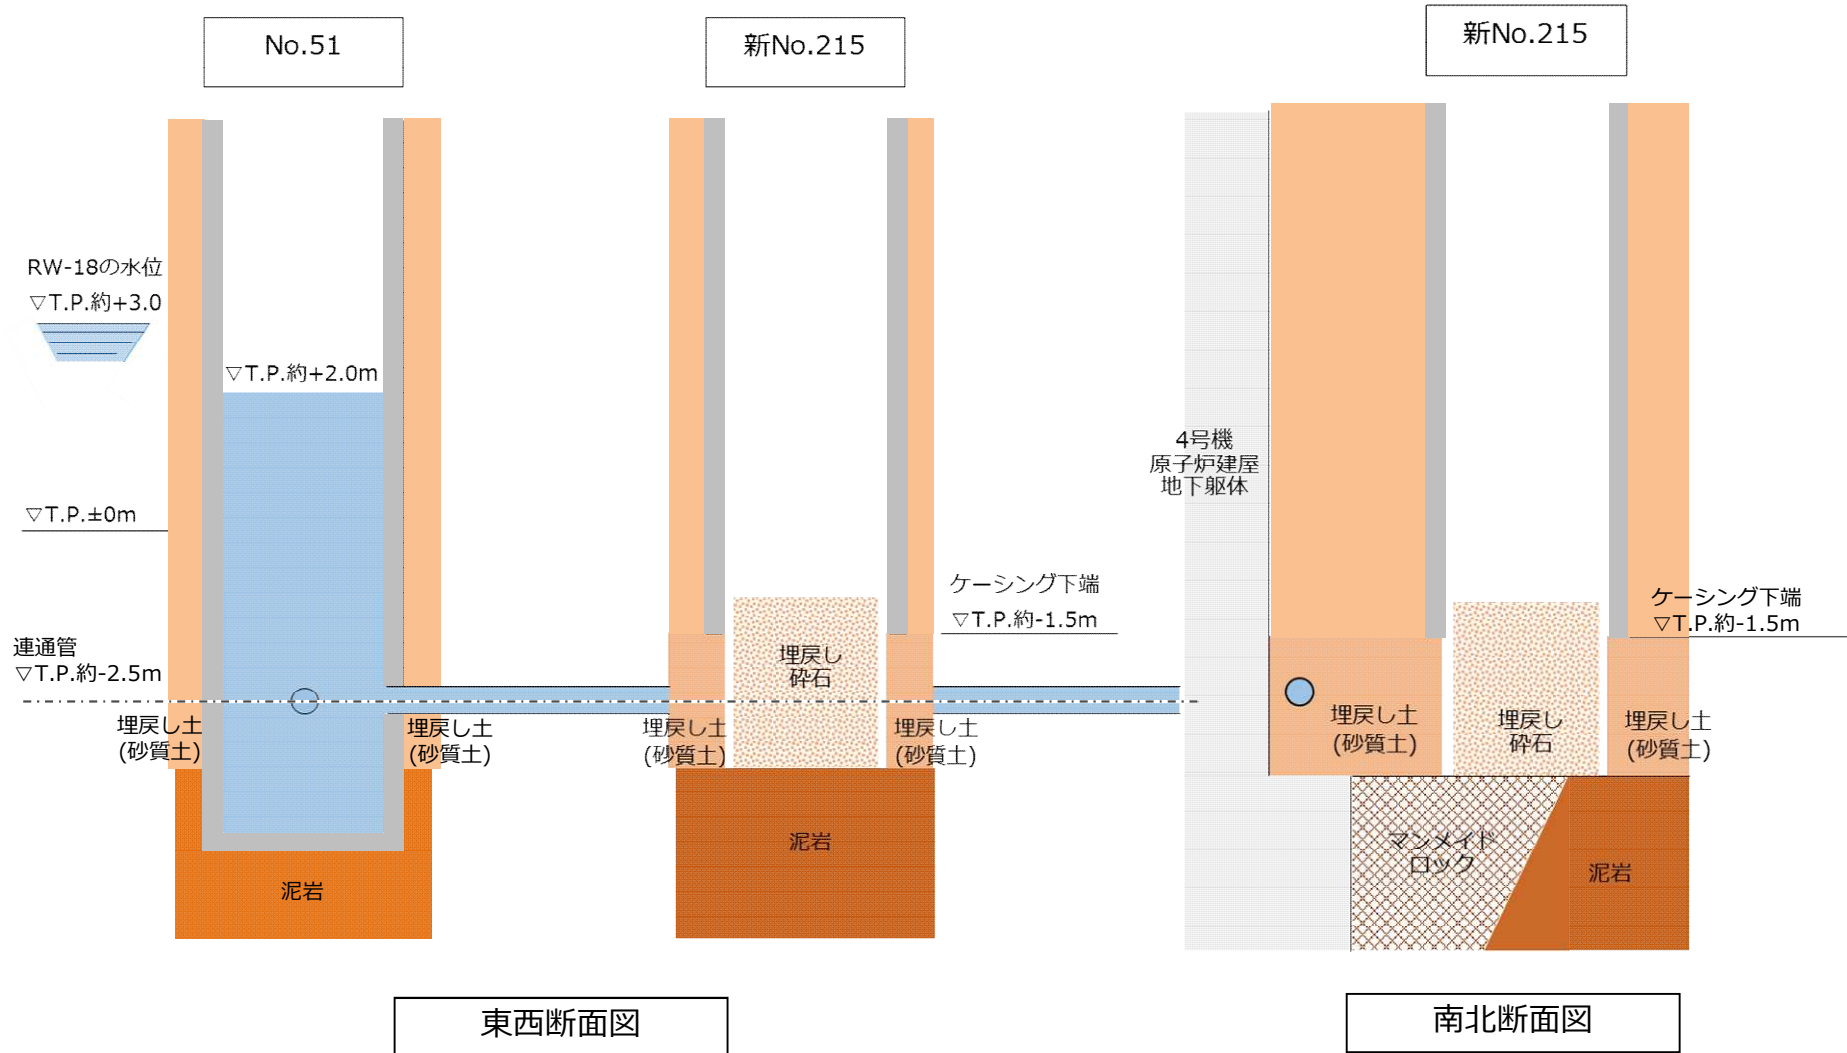 No.51
新No.215
新No.215
RW-18の水位
▽T.P.約+3.0
▽T.P.約+2.0m
4号機
原子炉建屋
地下躯体
▽T.P.±0m
ケーシング下端
▽T.P.約-1.5m
ケーシング下端
▽T.P.約-1.5m
連通管
▽T.P.約-2.5m
埋戻し
砕石
埋戻し土
(砂質土)
埋戻し土
(砂質土)
埋戻し土
(砂質土)
埋戻し土
(砂質土)
埋戻し土
(砂質土)
埋戻し
砕石
埋戻し土
(砂質土)
泥岩
泥岩
マンメイド
ロック
泥岩
東西断面図
南北断面図